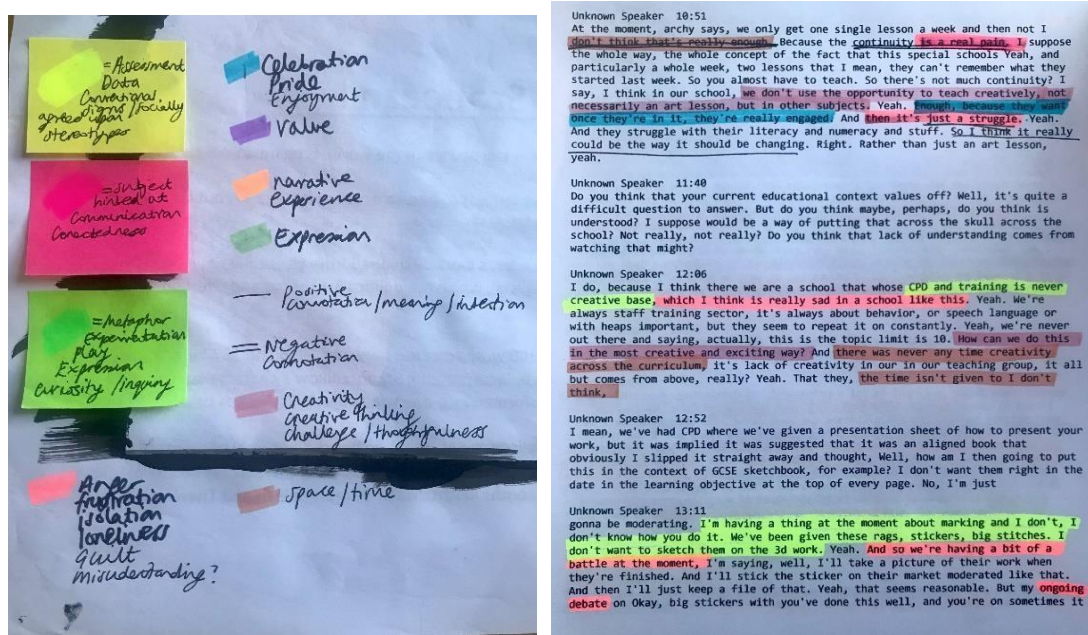 = Assessment
Data
Conventional
signs / socially
agreed upon
stereotypes
= subject
hinted at
Communication
Conectedness
= Metaphor
Experimentation
play
Expression
curiosity / inquiry
Celebration
Pride
Enjoyment
Value
narrative
Experience
Expression
Positive
connotation / meaning / intention
Negative
Connotation
Creativity
creative thinking
challenge / thoughtfulness
Anger
frustration
isolation
loneliness
guilt
misuderstanding?
space / time
Unknown Speaker 10:51
At the moment, archy says, we only get one single lesson a week and then not I
don't think that's really enough. Because the continuity is a real pain, I suppose
the whole way, the whole concept of the fact that this special schools Yeah, and
particularly a whole week, two lessons that I mean, they can't remember what they
started last week. So you almost have to teach. So there's not much continuity? I
say, I think in our school, we don't use the opportunity to teach creatively, not
necessarily an art lesson, but in other subjects. Yeah. Enough, because they want
once they're in it, they're really engaged. And then it's just a struggle. Yeah.
And they struggle with their literacy and numeracy and stuff. So I think it really
could be the way it should be changing. Right. Rather than just an art lesson,
yeah.
Unknown Speaker 11:40
Do you think that your current educational context values off? Well, it's quite a
difficult question to answer. But do you think maybe, perhaps, do you think is
understood? I suppose would be a way of putting that across the skull across the
school? Not really, not really? Do you think that lack of understanding comes from
watching that might?
Unknown Speaker 12:06
I do, because I think there we are a school that whose CPD and training is never
creative base, which I think is really sad in a school like this. Yeah. We're
always staff training sector, it's always about behavior, or speech language or
with heaps important, but they seem to repeat it on constantly. Yeah, we're never
out there and saying, actually, this is the topic limit is 10. How can we do this
in the most creative and exciting way? And there was never any time creativity
across the curriculum, it's lack of creativity in our in our teaching group, it all
but comes from above, really? Yeah. That they, the time isn't given to I don't
think,
Unknown Speaker 12:52
I mean, we've had CPD where we've given a presentation sheet of how to present your
work, but it was implied it was suggested that it was an aligned book that
obviously I slipped it straight away and thought, Well, how am I then going to put
this in the context of GCSE sketchbook, for example? I don't want them right in the
date in the learning objective at the top of every page. No, I'm just
Unknown Speaker 13:11
gonna be moderating. I'm having a thing at the moment about marking and I don't, I
don't know how you do it. We've been given these rags, stickers, big stitches. I
don't want to sketch them on the 3d work. Yeah. And so we're having a bit of a
battle at the moment, I'm saying, well, I'll take a picture of their work when
they're finished. And I'll stick the sticker on their market moderated like that.
And then I'll just keep a file of that. Yeah, that seems reasonable. But my ongoing
debate on Okay, big stickers with you've done this well, and you're on sometimes it